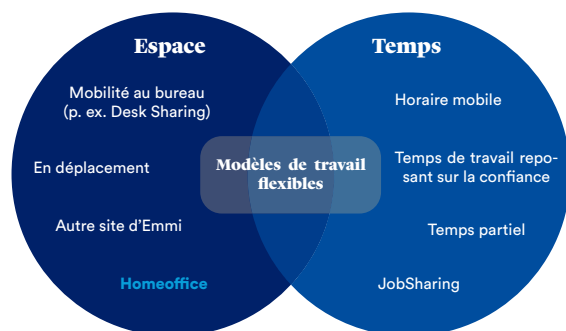 Espace
Mobilité au bureau
(p. ex. Desk Sharing)
En déplacement
Autre site d'Emmi
Homeoffice
Modèles de travail
flexibles
Temps
Horaire mobile
Temps de travail repo-
sant sur la confiance
Temps partiel
JobSharing